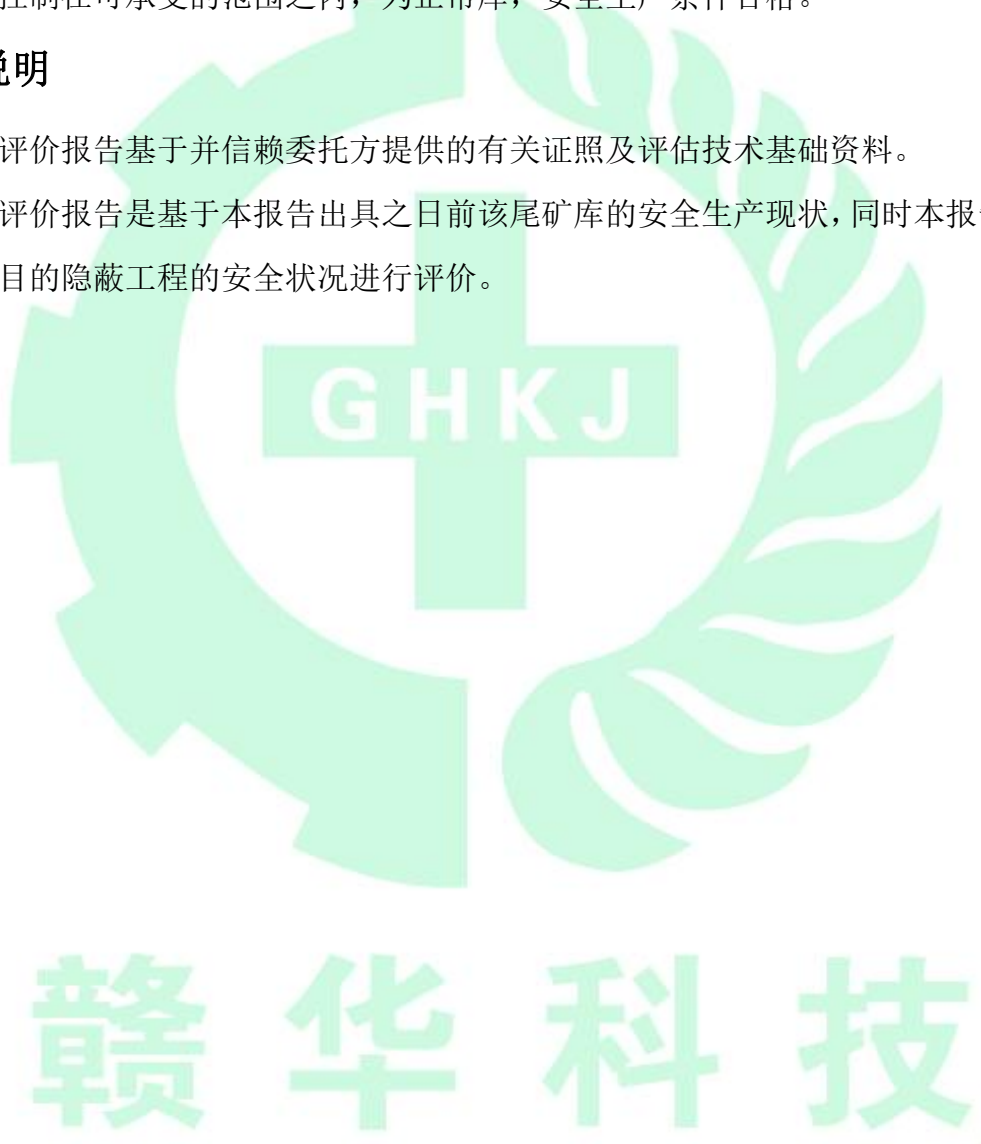 控制在可承受的范围之内，为正常库，安全生产条件合格。
说明
评价报告基于并信赖委托方提供的有关证照及评估技术基础资料。
评价报告是基于本报告出具之日前该尾矿库的安全生产现状，同时本报
目的隐蔽工程的安全状况进行评价。
GHKJ
赣华科技